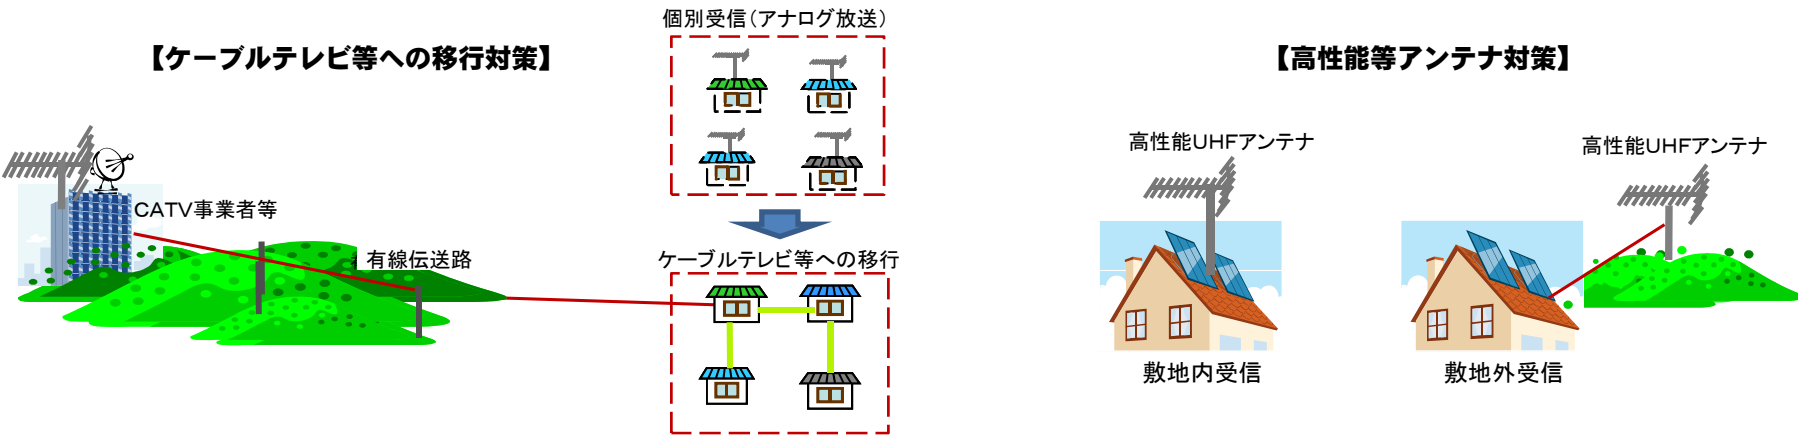 個別受信（アナログ放送）
【ケーブルテレビ等への移行対策】
【高性能等アンテナ対策】
高性能UHFアンテナ
高性能UHFアンテナ
CATV事業者等
有線伝送路
ケーブルテレビ等への移行
敷地内受信
敷地外受信